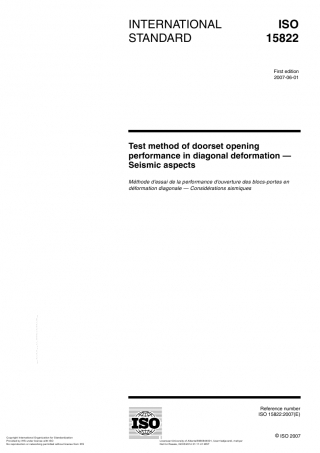 INTERNATIONAL
STANDARD
ISO
15822
First edition
2007-06-01
Test method of doorset opening
performance in diagonal deformation —
Seismic aspects
Méthode d'essai de la performance d'ouverture des blocs-portes en
déformation diagonale — Considérations sismiques
ISO
Reference number
ISO 15822:2007(E)
© ISO 2007